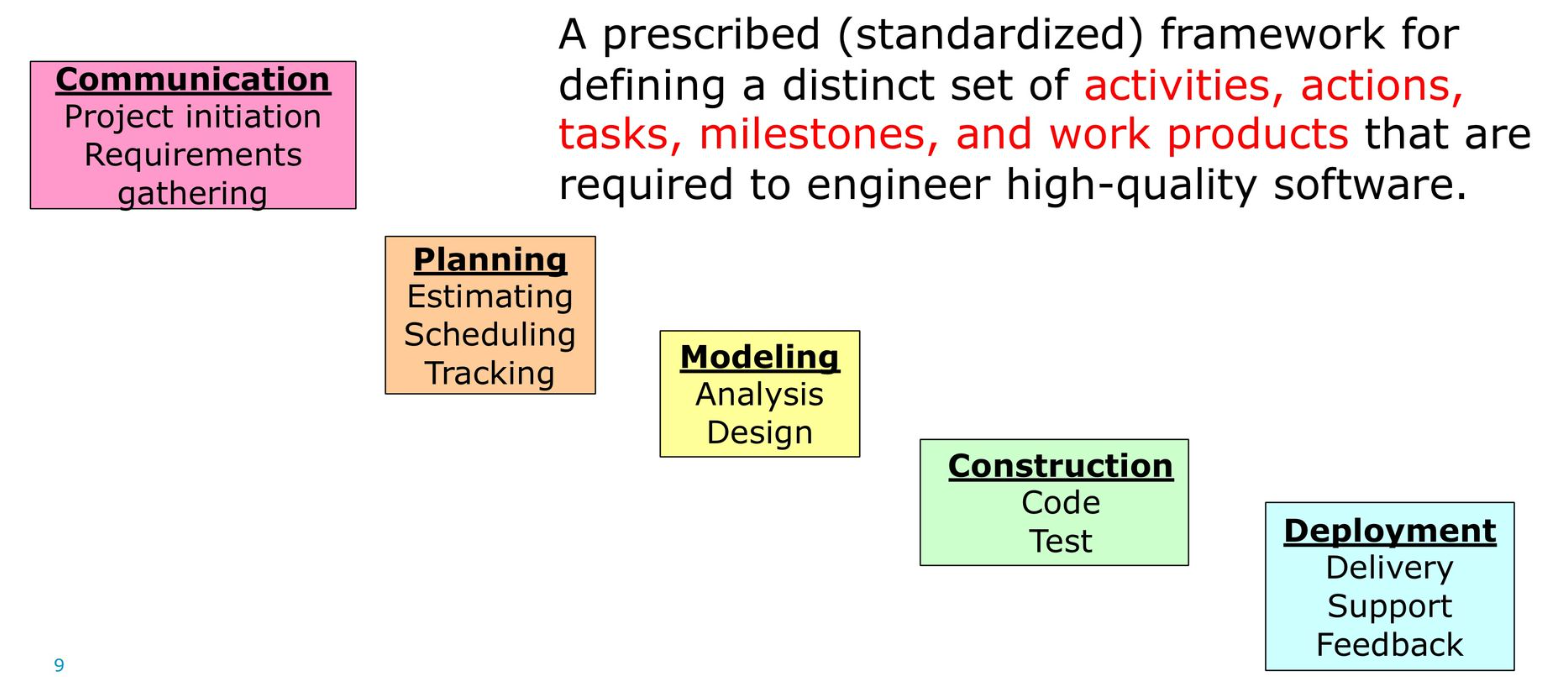 A prescribed (standardized) framework for
defining a distinct set of activities, actions,
tasks, milestones, and work products that are
required to engineer high-quality software.
Communication
Project initiation
Requirements
gathering
Planning
Estimating
Scheduling
Tracking
Modeling
Analysis
Design
Construction
Code
Test
Deployment
Delivery
Support
Feedback
9